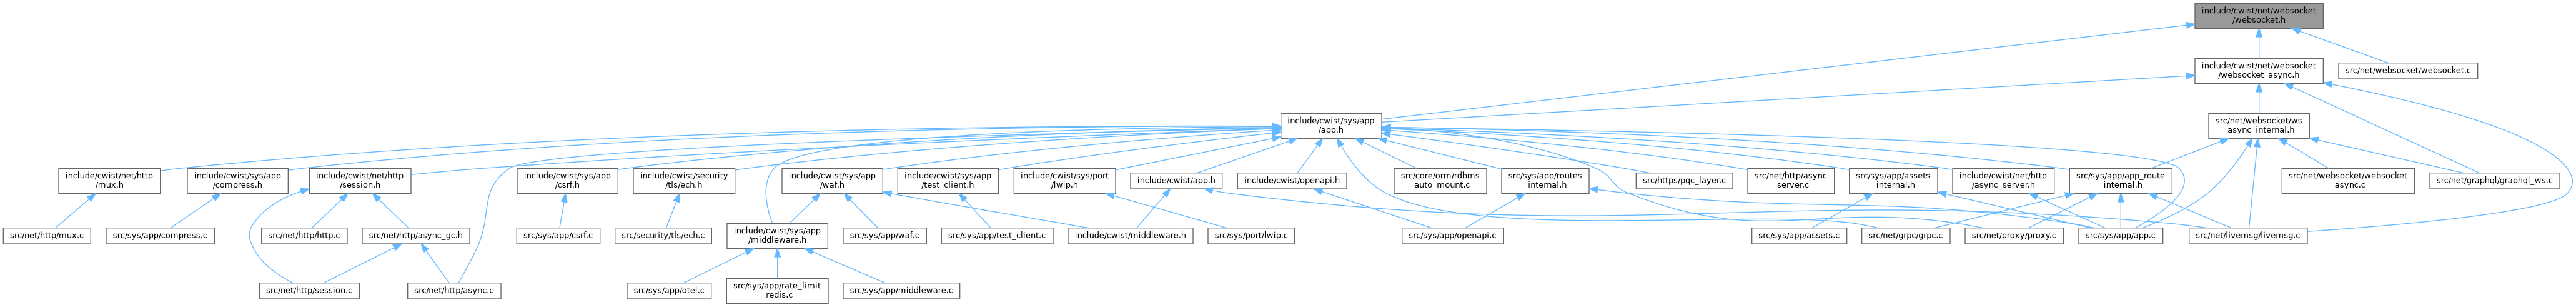 include/cwist/net/websocket
/websocket.h
include/cwist/net/websocket
/websocket_async.h
src/net/websocket/websocket.c
include/cwist/sys/app
/app.h
src/net/websocket/ws
_async_internal.h
include/cwist/net/http
/mux.h
include/cwist/sys/app
/compress.h
include/cwist/net/http
/session.h
include/cwist/sys/app
/csrf.h
include/cwist/security
/tls/ech.h
include/cwist/sys/app
/waf.h
include/cwist/sys/app
/test_client.h
include/cwist/sys/port
/lwip.h
include/cwist/app.h
include/cwist/openapi.h
src/core/orm/rdbms
_auto_mount.c
src/sys/app/routes
_internal.h
src/https/pqc_layer.c
src/net/http/async
_server.c
src/sys/app/assets
_internal.h
include/cwist/net/http
/async_server.h
src/sys/app/app_route
_internal.h
src/net/websocket/websocket
_async.c
src/net/graphql/graphql_ws.c
src/net/http/mux.c
src/sys/app/compress.c
src/net/http/http.c
src/net/http/async_gc.h
src/sys/app/csrf.c
src/security/tls/ech.c
include/cwist/sys/app
/middleware.h
src/sys/app/waf.c
src/sys/app/test_client.c
include/cwist/middleware.h
src/sys/port/lwip.c
src/sys/app/openapi.c
src/sys/app/assets.c
src/net/grpc/grpc.c
src/net/proxy/proxy.c
src/sys/app/app.c
src/net/livemsg/livemsg.c
src/net/http/session.c
src/net/http/async.c
src/sys/app/otel.c
src/sys/app/rate_limit
_redis.c
src/sys/app/middleware.c